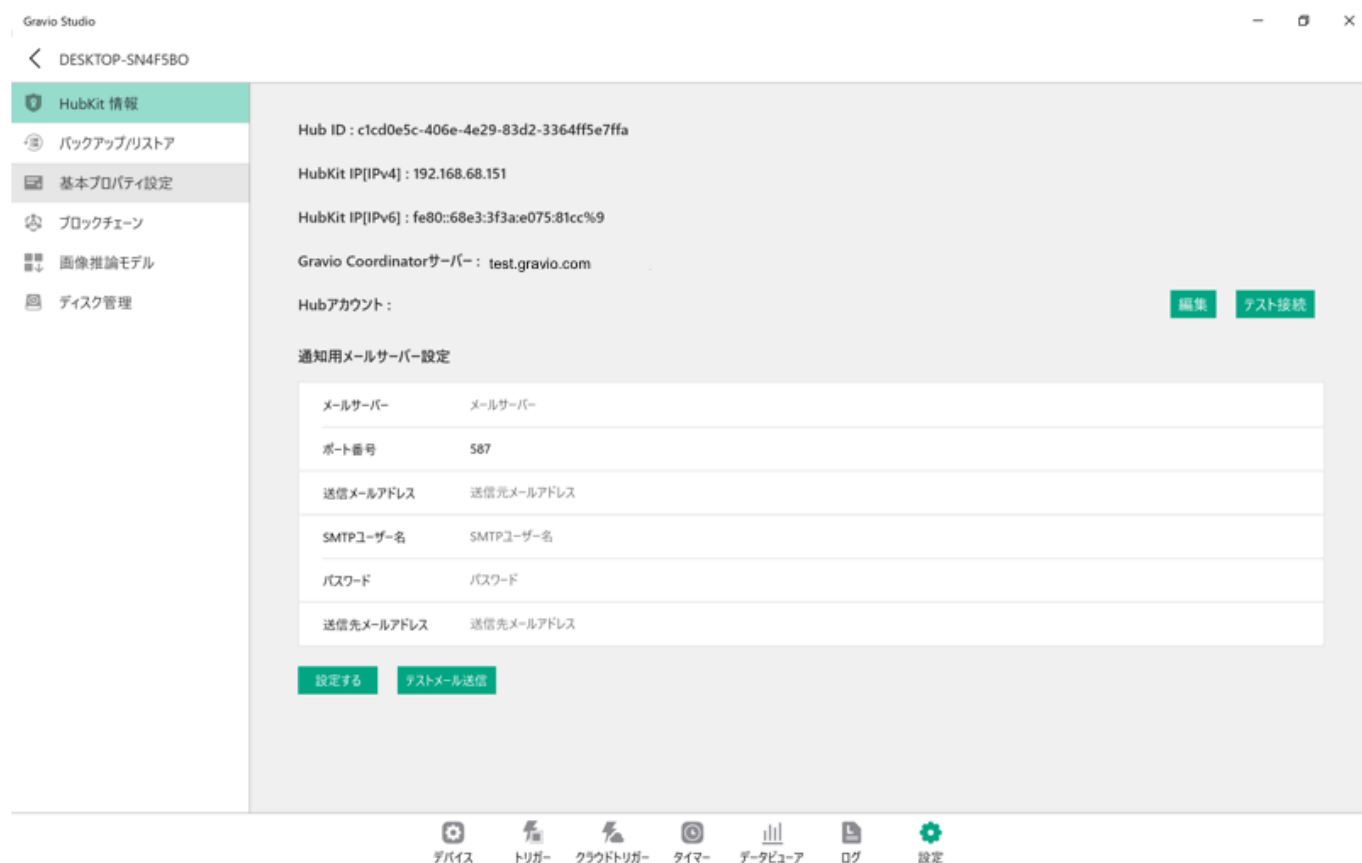 Gravio Studio
DESKTOP-SN4F5BO
HubKit 情報
バックアップ/リストア
基本プロパティ設定
ブロックチェーン
画像推論モデル
ディスク管理
Hub ID : c1cd0e5c-406e-4e29-83d2-3364ff5e7ffa
HubKit IP[IPv4] : 192.168.68.151
HubKit IP[IPv6] : fe80::68e3:3f3a:e075:81cc%9
Gravio Coordinatorサーバー : test.gravio.com
Hubアカウント : 編集 テスト接続
通知用メールサーバー設定
メールサーバー メールサーバー
ポート番号 587
送信メールアドレス 送信元メールアドレス
SMTPユーザー名 SMTPユーザー名
パスワード パスワード
送信先メールアドレス 送信先メールアドレス
設定する テストメール送信
デバイス トリガー クラウドトリガー タイマー データビューア ログ 設定